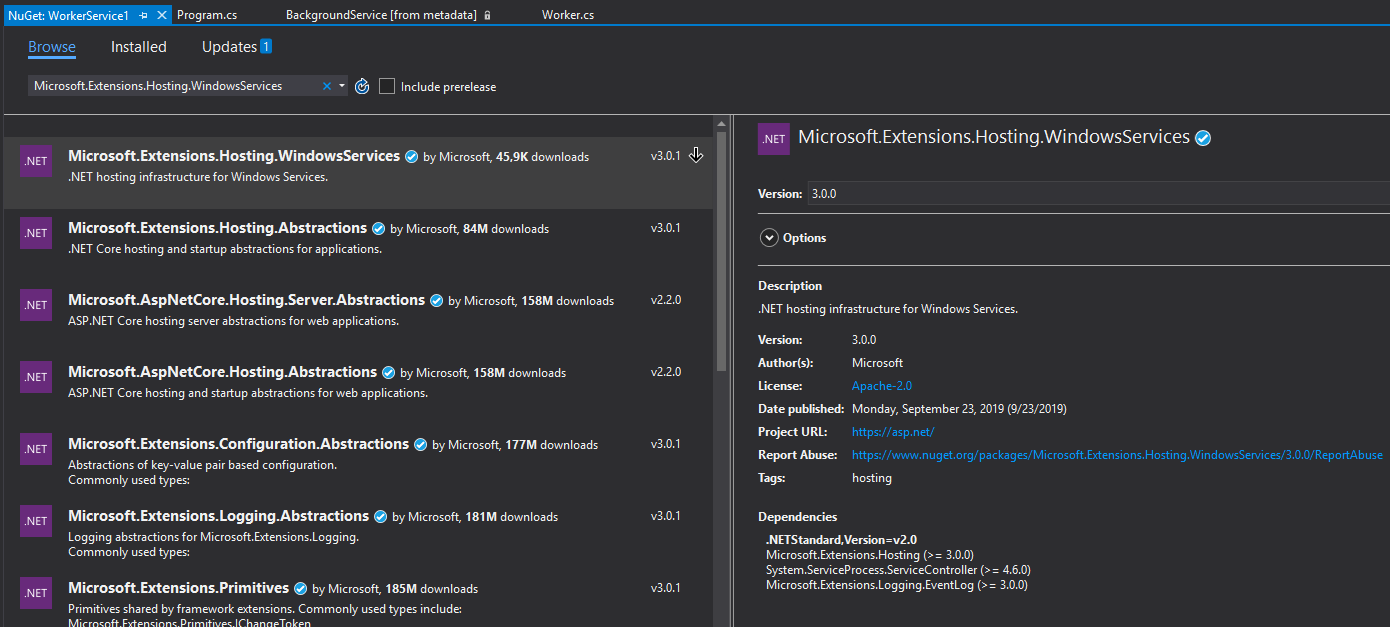 NuGet: WorkerService1
Program.cs
BackgroundService [from metadata]
Worker.cs
Browse
Installed
Updates 1
Microsoft.Extensions.Hosting.WindowsServices
Include prerelease
.NET
Microsoft.Extensions.Hosting.WindowsServices by Microsoft, 45,9K downloads
v3.0.1
.NET hosting infrastructure for Windows Services.
.NET
Microsoft.Extensions.Hosting.Abstractions by Microsoft, 84M downloads
v3.0.1
.NET Core hosting and startup abstractions for applications.
.NET
Microsoft.AspNetCore.Hosting.Server.Abstractions by Microsoft, 158M downloads
v2.2.0
ASP.NET Core hosting server abstractions for web applications.
.NET
Microsoft.AspNetCore.Hosting.Abstractions by Microsoft, 158M downloads
v2.2.0
ASP.NET Core hosting and startup abstractions for web applications.
.NET
Microsoft.Extensions.Configuration.Abstractions by Microsoft, 177M downloads
v3.0.1
Abstractions of key-value pair based configuration.
Commonly used types:
.NET
Microsoft.Extensions.Logging.Abstractions by Microsoft, 181M downloads
v3.0.1
Logging abstractions for Microsoft.Extensions.Logging.
Commonly used types:
.NET
Microsoft.Extensions.Primitives by Microsoft, 185M downloads
v3.0.1
Primitives shared by framework extensions. Commonly used types include:
Microsoft.Extensions.Primitives.IChangeToken
.NET
Microsoft.Extensions.Hosting.WindowsServices
Version: 3.0.0
Options
Description
.NET hosting infrastructure for Windows Services.
Version: 3.0.0
Author(s): Microsoft
License: Apache-2.0
Date published: Monday, September 23, 2019 (9/23/2019)
Project URL: https://asp.net/
Report Abuse: https://www.nuget.org/packages/Microsoft.Extensions.Hosting.WindowsServices/3.0.0/ReportAbuse
Tags: hosting
Dependencies
.NETStandard,Version=v2.0
Microsoft.Extensions.Hosting (>= 3.0.0)
System.ServiceProcess.ServiceController (>= 4.6.0)
Microsoft.Extensions.Logging.EventLog (>= 3.0.0)